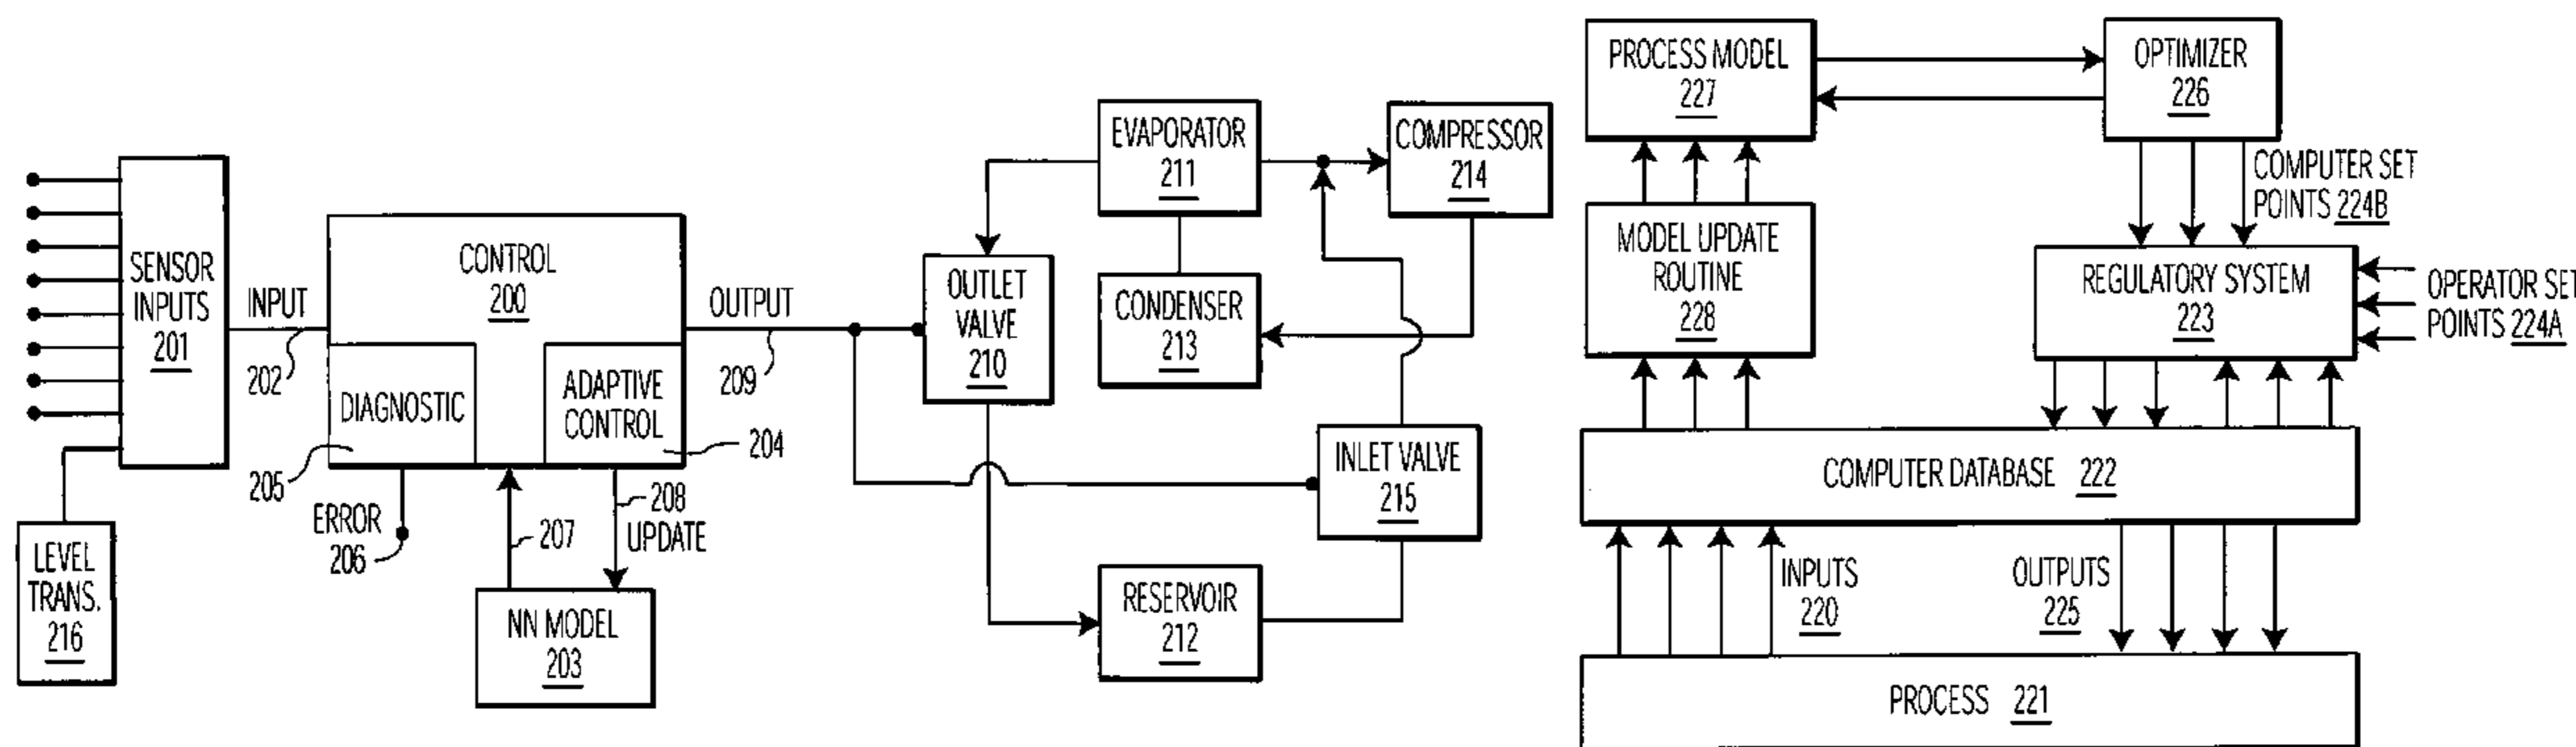 SENSOR
INPUTS
201
LEVEL
TRANS.
216
INPUT
202
CONTROL
200
DIAGNOSTIC
205
ADAPTIVE
CONTROL
204
ERROR
206
207
208
UPDATE
NN MODEL
203
OUTPUT
209
OUTLET
VALVE
210
EVAPORATOR
211
COMPRESSOR
214
CONDENSER
213
INLET VALVE
215
RESERVOIR
212
PROCESS MODEL
227
OPTIMIZER
226
COMPUTER SET
POINTS 224B
MODEL UPDATE
ROUTINE
228
REGULATORY SYSTEM
223
OPERATOR SET
POINTS 224A
COMPUTER DATABASE 222
INPUTS
220
OUTPUTS
225
PROCESS 221